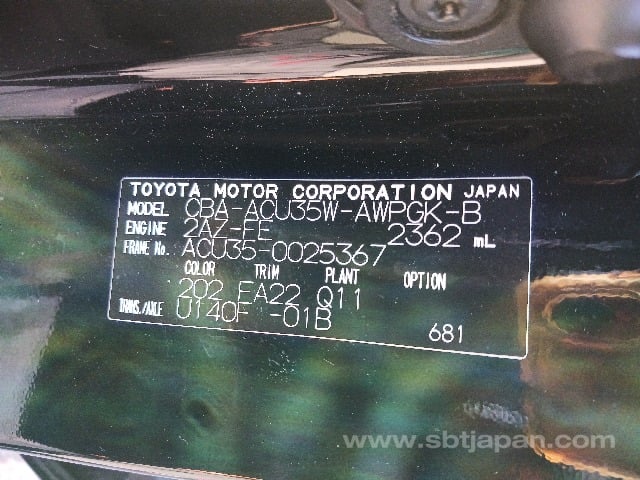 TOYOTA MOTOR CORPORATION JAPAN
MODEL CBA-ACU35W-AWPGK-B
ENGINE 2AZ-FE 2362 mL
FRAME No. ACU35-0025367
COLOR TRIM PLANT OPTION
202 FA22 Q11
TRANS./AXLE U140F -01B 681
www.sbtjapan.com